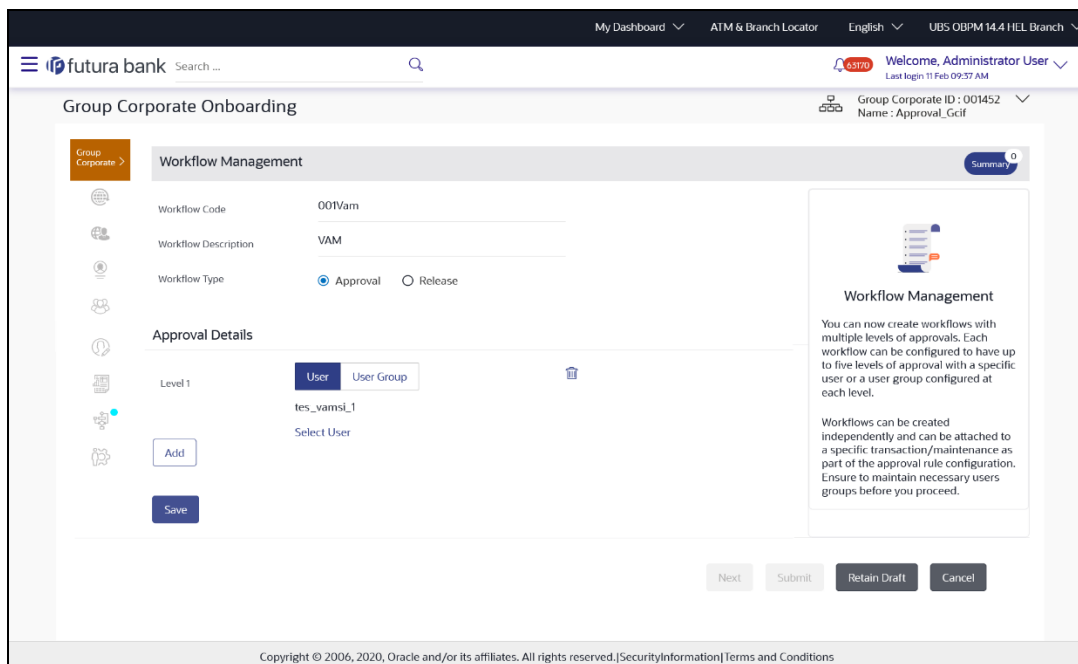 My Dashboard ATM & Branch Locator English UBS OBPM 14.4 HEL Branch
futura bank Search ... 63170 Welcome, Administrator User
Last login 11 Feb 09:37 AM
Group Corporate Onboarding
Group Corporate ID : 001452
Name : Approval_Gcif
Group
Corporate >
Workflow Management
Summary 0
Workflow Code 001Vam
Workflow Description VAM
Workflow Type Approval Release
Approval Details
Level 1 User User Group
tes_vamsi_1
Select User
Add
Save
Workflow Management
You can now create workflows with
multiple levels of approvals. Each
workflow can be configured to have up
to five levels of approval with a specific
user or a user group configured at
each level.
Workflows can be created
independently and can be attached to
a specific transaction/maintenance as
part of the approval rule configuration.
Ensure to maintain necessary users
groups before you proceed.
Next Submit Retain Draft Cancel
Copyright © 2006, 2020, Oracle and/or its affiliates. All rights reserved.|SecurityInformation|Terms and Conditions